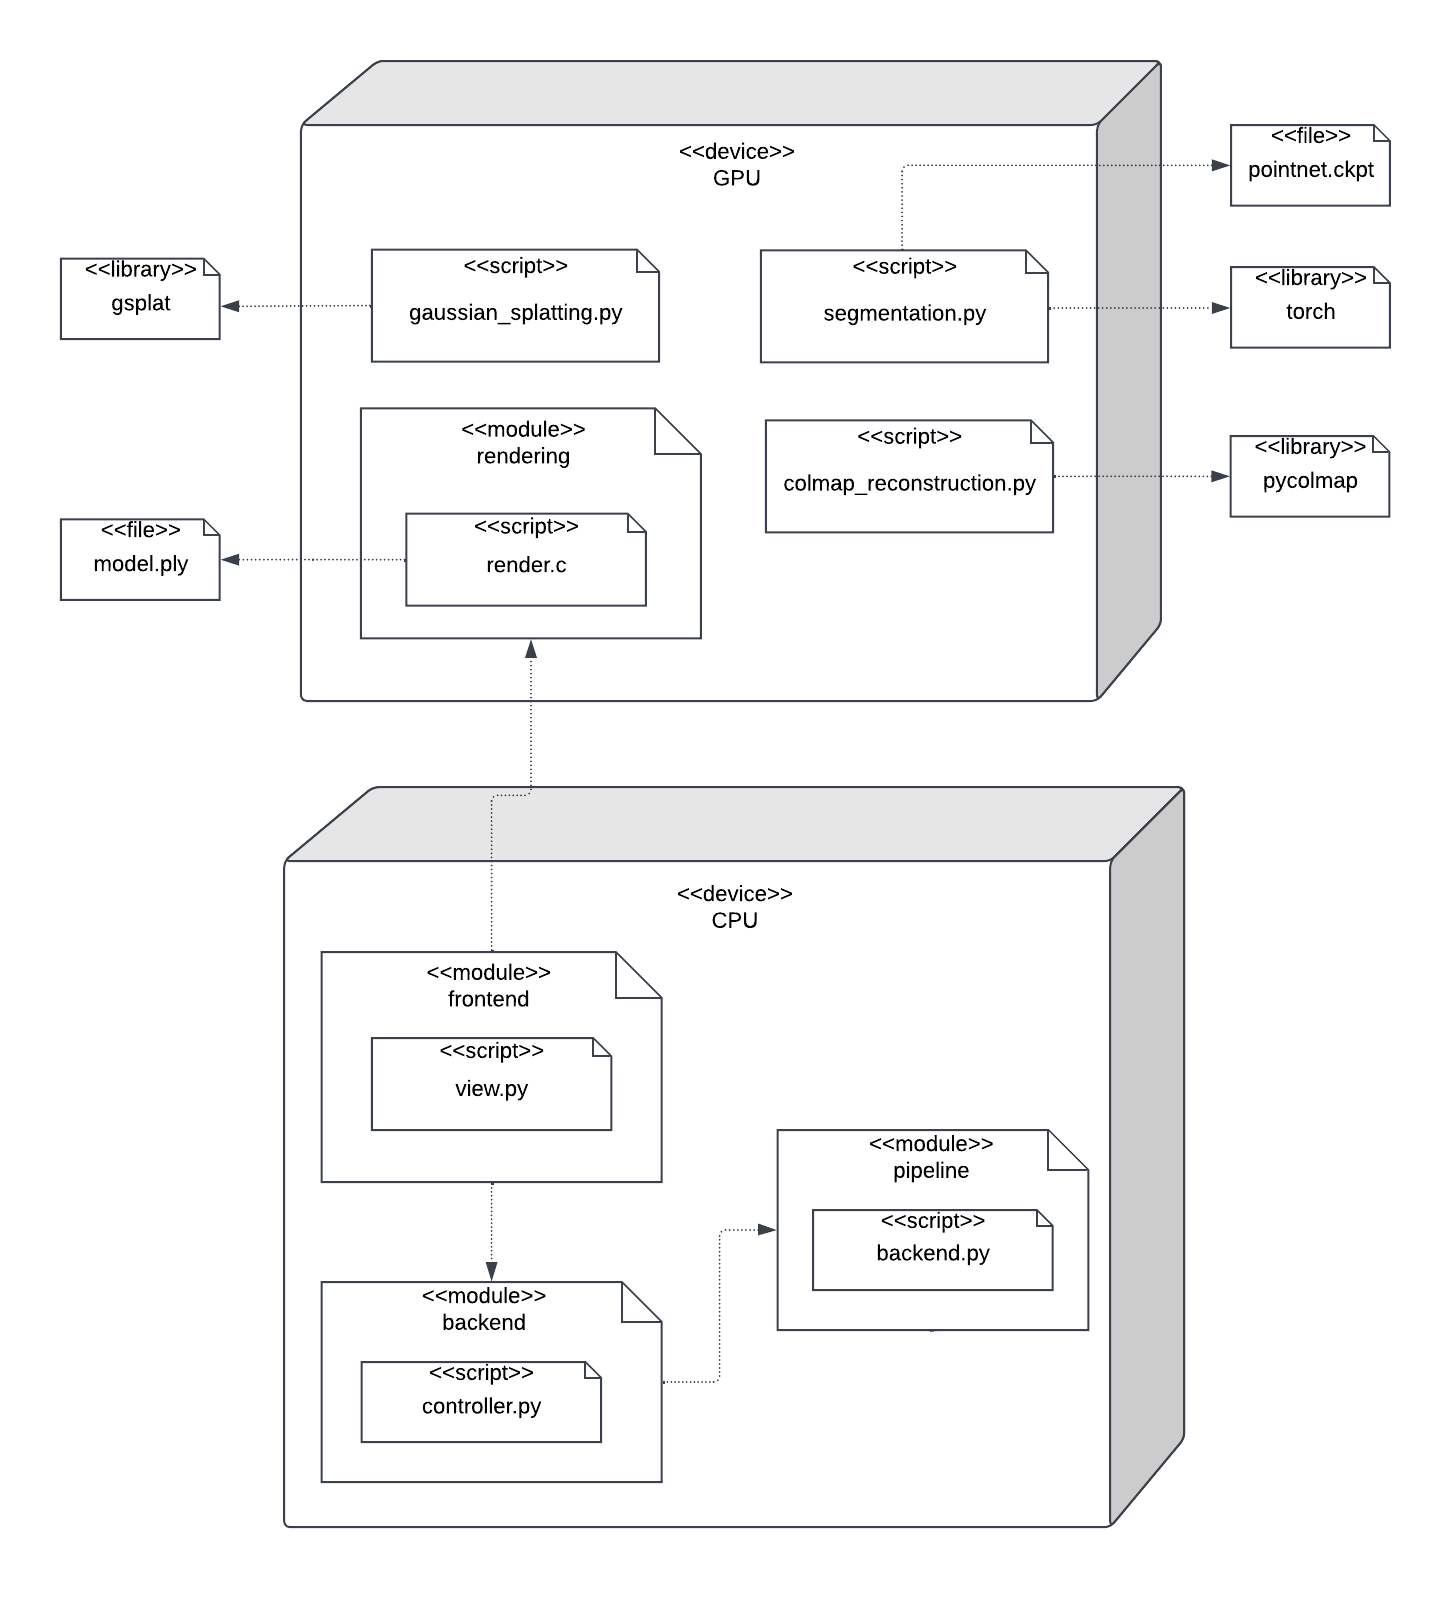 <<device>>
GPU
<<file>>
pointnet.ckpt
<<library>>
gsplat
<<script>>
gaussian_splatting.py
<<script>>
segmentation.py
<<library>>
torch
<<module>>
rendering
<<script>>
render.c
<<script>>
colmap_reconstruction.py
<<library>>
pycolmap
<<file>>
model.ply
<<device>>
CPU
<<module>>
frontend
<<script>>
view.py
<<module>>
pipeline
<<script>>
backend.py
<<module>>
backend
<<script>>
controller.py